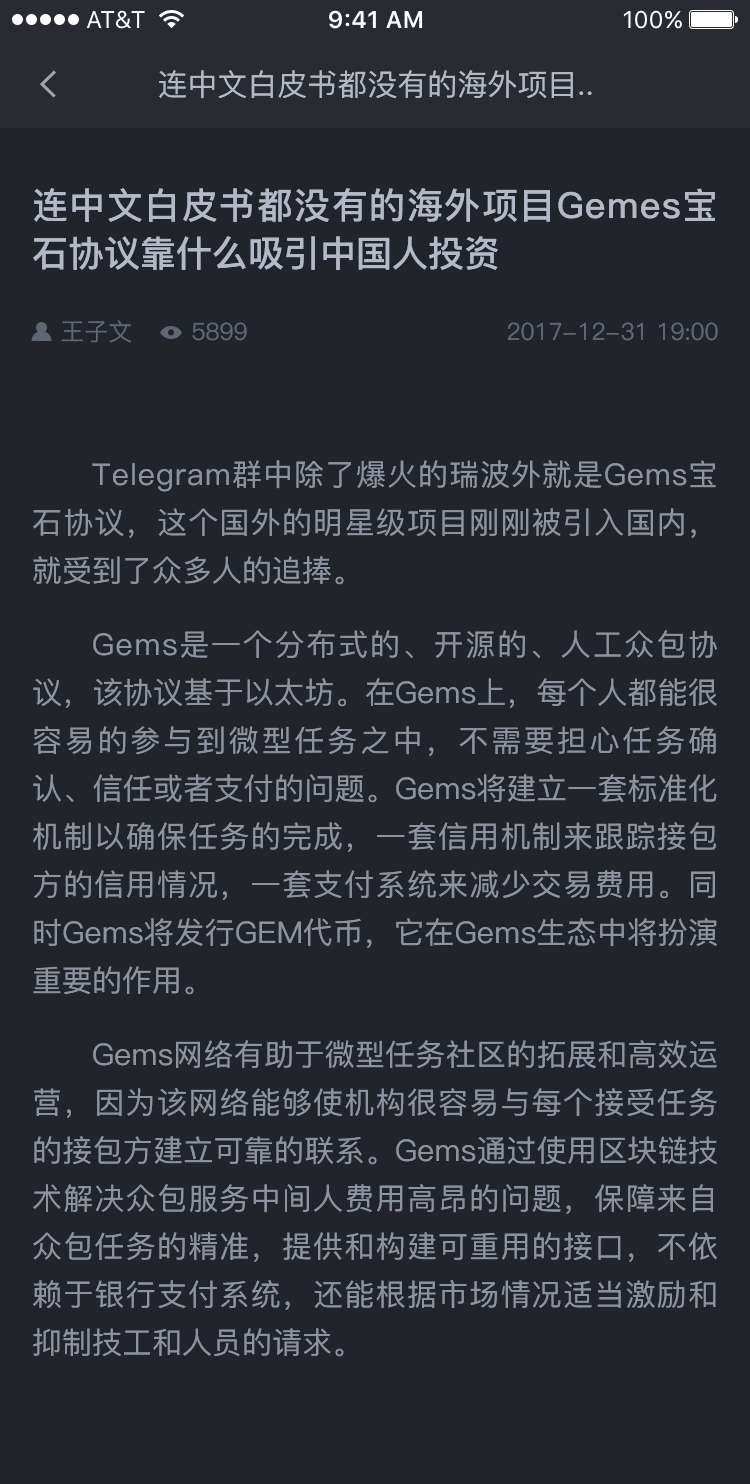 AT&T 9:41 AM 100%
连中文白皮书都没有的海外项目..
连中文白皮书都没有的海外项目Gemes宝
石协议靠什么吸引中国人投资
王子文 5899 2017-12-31 19:00
Telegram群中除了爆火的瑞波外就是Gems宝
石协议，这个国外的明星级项目刚刚被引入国内，
就受到了众多人的追捧。
Gems是一个分布式的、开源的、人工众包协
议，该协议基于以太坊。在Gems上，每个人都能很
容易的参与到微型任务之中，不需要担心任务确
认、信任或者支付的问题。Gems将建立一套标准化
机制以确保任务的完成，一套信用机制来跟踪接包
方的信用情况，一套支付系统来减少交易费用。同
时Gems将发行GEM代币，它在Gems生态中将扮演
重要的作用。
Gems网络有助于微型任务社区的拓展和高效运
营，因为该网络能够使机构很容易与每个接受任务
的接包方建立可靠的联系。Gems通过使用区块链技
术解决众包服务中间人费用高昂的问题，保障来自
众包任务的精准，提供和构建可重用的接口，不依
赖于银行支付系统，还能根据市场情况适当激励和
抑制技工和人员的请求。